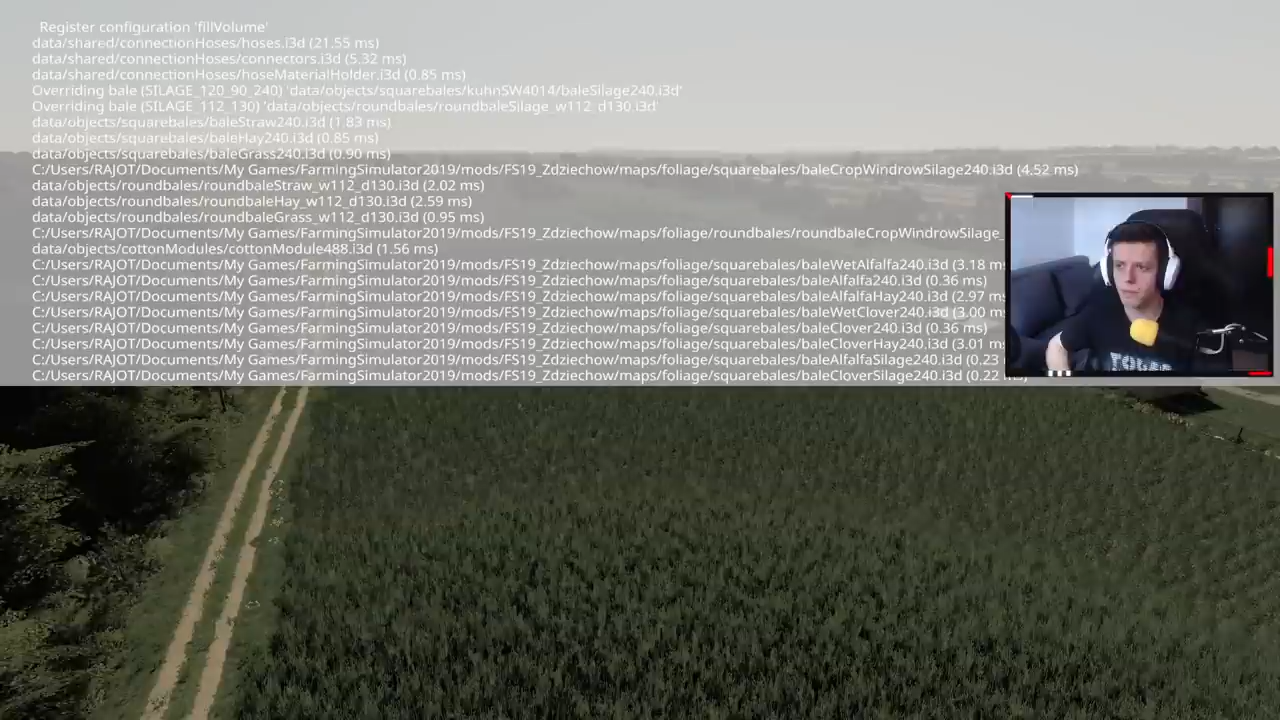 Register configuration 'fillVolume'
data/shared/connectionHoses/hoses.i3d (21.55 ms)
data/shared/connectionHoses/connectors.i3d (5.32 ms)
data/shared/connectionHoses/hoseMaterialHolder.i3d (0.85 ms)
Overriding bale (SILAGE_120_90_240) 'data/objects/squarebales/kuhnSW4014/baleSilage240.i3d'
Overriding bale (SILAGE_112_130) 'data/objects/roundbales/roundbaleSilage_w112_d130.i3d'
data/objects/squarebales/baleStraw240.i3d (1.83 ms)
data/objects/squarebales/baleHay240.i3d (0.85 ms)
data/objects/squarebales/baleGrass240.i3d (0.90 ms)
C:/Users/RAJOT/Documents/My Games/FarmingSimulator2019/mods/FS19_Zdziechow/maps/foliage/squarebales/baleCropWindrowSilage240.i3d (4.52 ms)
data/objects/roundbales/roundbaleStraw_w112_d130.i3d (2.02 ms)
data/objects/roundbales/roundbaleHay_w112_d130.i3d (2.59 ms)
data/objects/roundbales/roundbaleGrass_w112_d130.i3d (0.95 ms)
C:/Users/RAJOT/Documents/My Games/FarmingSimulator2019/mods/FS19_Zdziechow/maps/foliage/roundbales/roundbaleCropWindrowSilage_
data/objects/cottonModules/cottonModule488.i3d (1.56 ms)
C:/Users/RAJOT/Documents/My Games/FarmingSimulator2019/mods/FS19_Zdziechow/maps/foliage/squarebales/baleWetAlfalfa240.i3d (3.18 ms
C:/Users/RAJOT/Documents/My Games/FarmingSimulator2019/mods/FS19_Zdziechow/maps/foliage/squarebales/baleAlfalfa240.i3d (0.36 ms)
C:/Users/RAJOT/Documents/My Games/FarmingSimulator2019/mods/FS19_Zdziechow/maps/foliage/squarebales/baleAlfalfaHay240.i3d (2.97 ms
C:/Users/RAJOT/Documents/My Games/FarmingSimulator2019/mods/FS19_Zdziechow/maps/foliage/squarebales/baleWetClover240.i3d (3.00 ms
C:/Users/RAJOT/Documents/My Games/FarmingSimulator2019/mods/FS19_Zdziechow/maps/foliage/squarebales/baleClover240.i3d (0.36 ms)
C:/Users/RAJOT/Documents/My Games/FarmingSimulator2019/mods/FS19_Zdziechow/maps/foliage/squarebales/baleCloverHay240.i3d (3.01 ms
C:/Users/RAJOT/Documents/My Games/FarmingSimulator2019/mods/FS19_Zdziechow/maps/foliage/squarebales/baleAlfalfaSilage240.i3d (0.23
C:/Users/RAJOT/Documents/My Games/FarmingSimulator2019/mods/FS19_Zdziechow/maps/foliage/squarebales/baleCloverSilage240.i3d (0.22 ms)